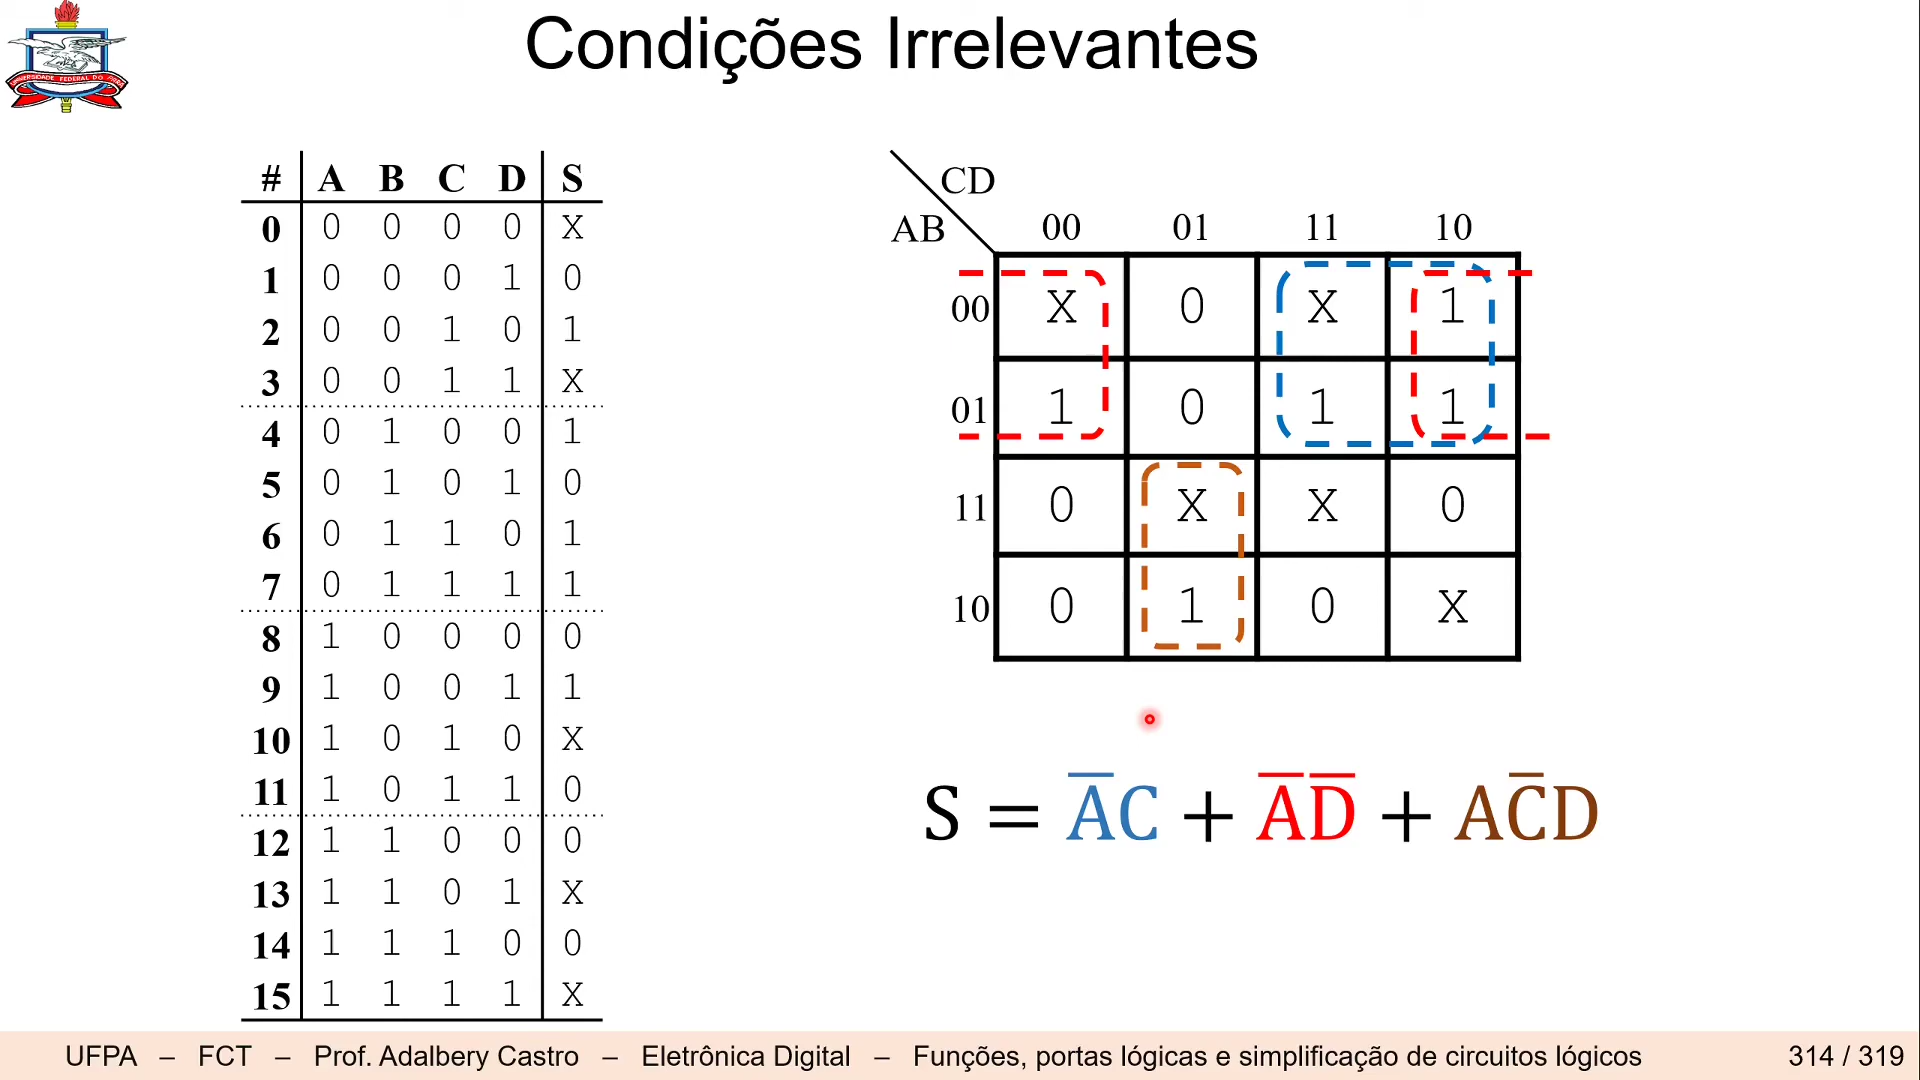 Condições Irrelevantes
UNIVERSIDADE FEDERAL DO PARÁ
# A B C D S
0 0 0 0 0 X
1 0 0 0 1 0
2 0 0 1 0 1
3 0 0 1 1 X
4 0 1 0 0 1
5 0 1 0 1 0
6 0 1 1 0 1
7 0 1 1 1 1
8 1 0 0 0 0
9 1 0 0 1 1
10 1 0 1 0 X
11 1 0 1 1 0
12 1 1 0 0 0
13 1 1 0 1 X
14 1 1 1 0 0
15 1 1 1 1 X
CD
AB 00 01 11 10
00 X 0 X 1
01 1 0 1 1
11 0 X X 0
10 0 1 0 X
S = A̅C + A̅D̅ + AC̅D
UFPA – FCT – Prof. Adalbery Castro – Eletrônica Digital – Funções, portas lógicas e simplificação de circuitos lógicos 314 / 319